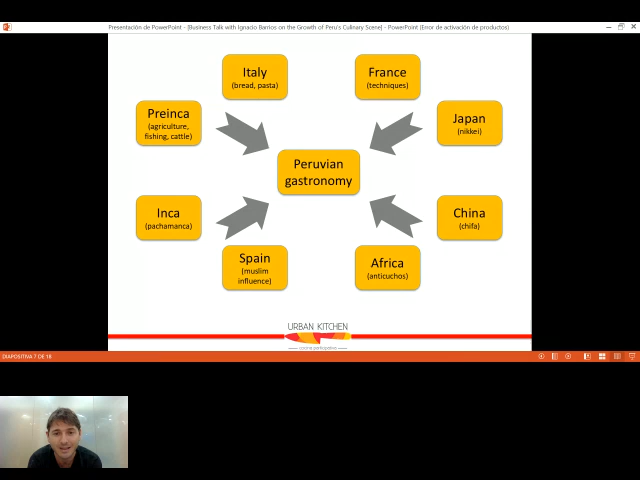 Presentación de PowerPoint - [Business Talk with Ignacio Barrios on the Growth of Peru's Culinary Scene] - PowerPoint (Error de activación de productos)
Italy
(bread, pasta)
France
(techniques)
Preinca
(agriculture,
fishing, cattle)
Japan
(nikkei)
Peruvian
gastronomy
Inca
(pachamanca)
China
(chifa)
Spain
(muslim
influence)
Africa
(anticuchos)
URBAN KITCHEN
DIAPOSITIVA 7 DE 18